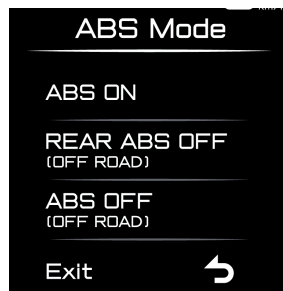 ABS Mode
ABS ON
REAR ABS OFF
(OFF ROAD)
ABS OFF
(OFF ROAD)
Exit